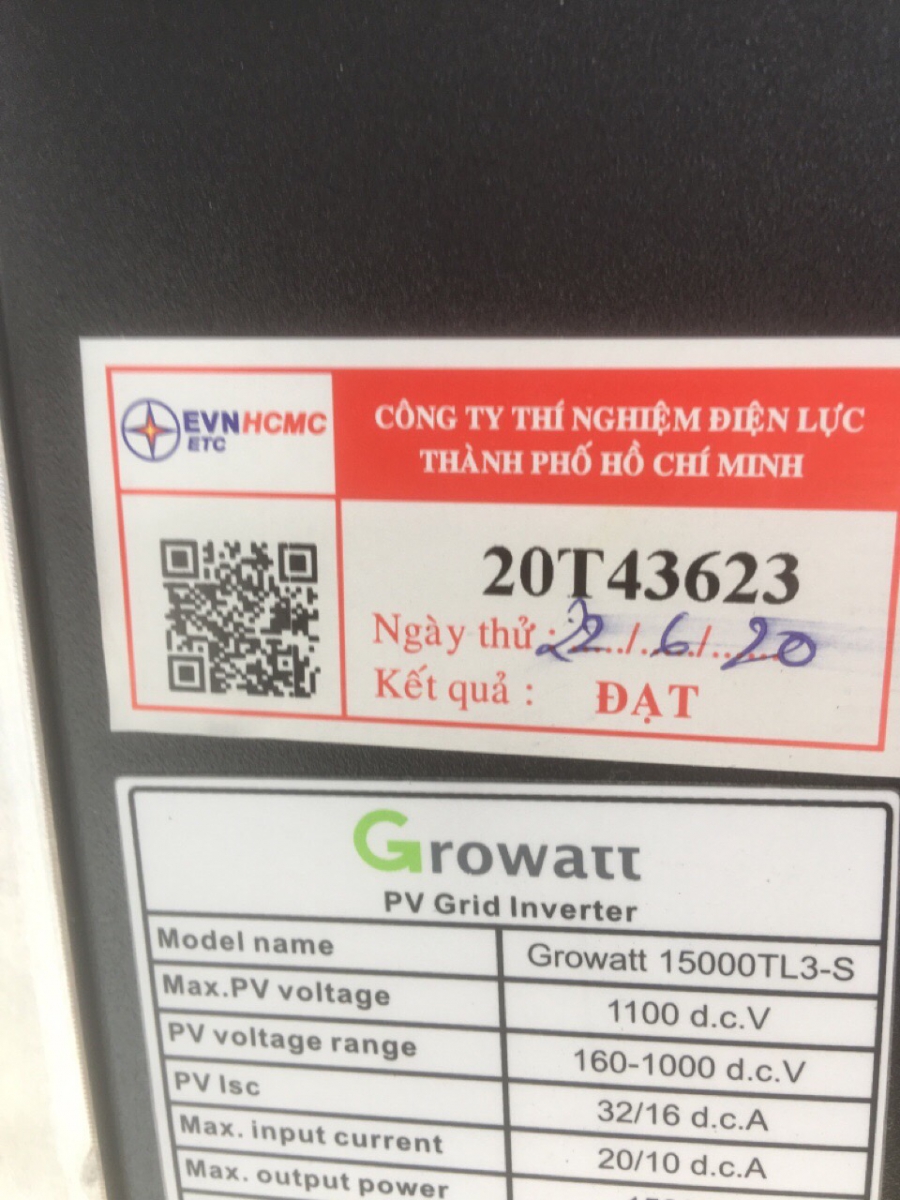 EVNHCMC
ETC
CÔNG TY THÍ NGHIỆM ĐIỆN LỰC
THÀNH PHỐ HỒ CHÍ MINH
20T43623
Ngày thử : 22 / 6 / 20
Kết quả : ĐẠT
Growatt
PV Grid Inverter
Model name Growatt 15000TL3-S
Max.PV voltage 1100 d.c.V
PV voltage range 160-1000 d.c.V
PV Isc 32/16 d.c.A
Max. input current 20/10 d.c.A
Max. output power